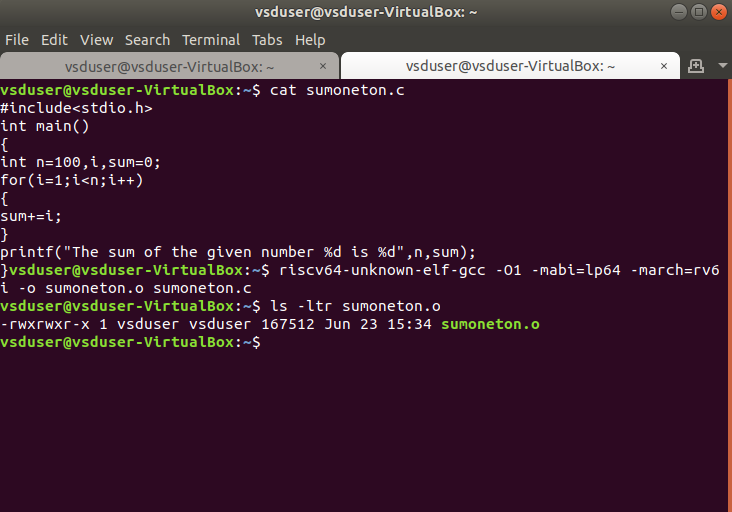 vsduser@vsduser-VirtualBox: ~
File Edit View Search Terminal Tabs Help
vsduser@vsduser-VirtualBox: ~ × vsduser@vsduser-VirtualBox: ~ ×
vsduser@vsduser-VirtualBox:~$ cat sumoneton.c
#include<stdio.h>
int main()
{
int n=100,i,sum=0;
for(i=1;i<n;i++)
{
sum+=i;
}
printf("The sum of the given number %d is %d",n,sum);
}vsduser@vsduser-VirtualBox:~$ riscv64-unknown-elf-gcc -O1 -mabi=lp64 -march=rv6
i -o sumoneton.o sumoneton.c
vsduser@vsduser-VirtualBox:~$ ls -ltr sumoneton.o
-rwxrwxr-x 1 vsduser vsduser 167512 Jun 23 15:34 sumoneton.o
vsduser@vsduser-VirtualBox:~$